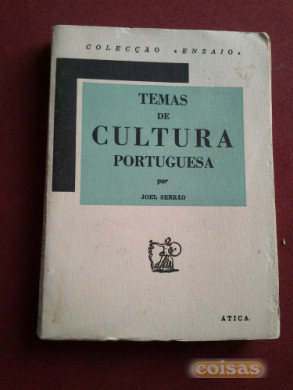 COLECÇÃO «ENSAIO»
TEMAS
DE
CULTURA
PORTUGUESA
por
JOEL SERRÃO
ÁTICA
coisas